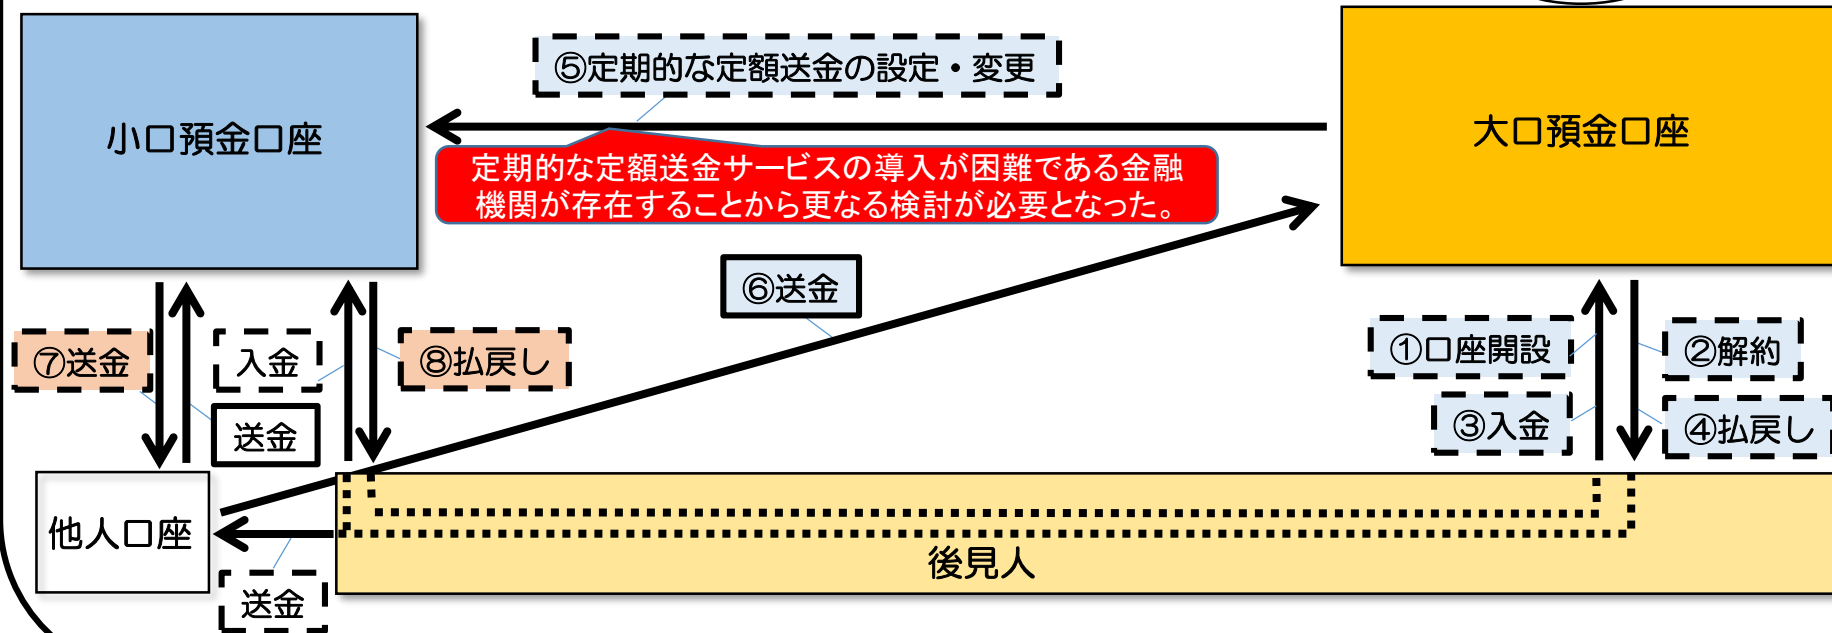 ⑤定期的な定額送金の設定・変更
小口預金口座
大口預金口座
定期的な定額送金サービスの導入が困難である金融
機関が存在することから更なる検討が必要となった。
⑥送金
⑦送金
入金
⑧払戻し
①口座開設
②解約
送金
③入金
④払戻し
他人口座
後見人
送金